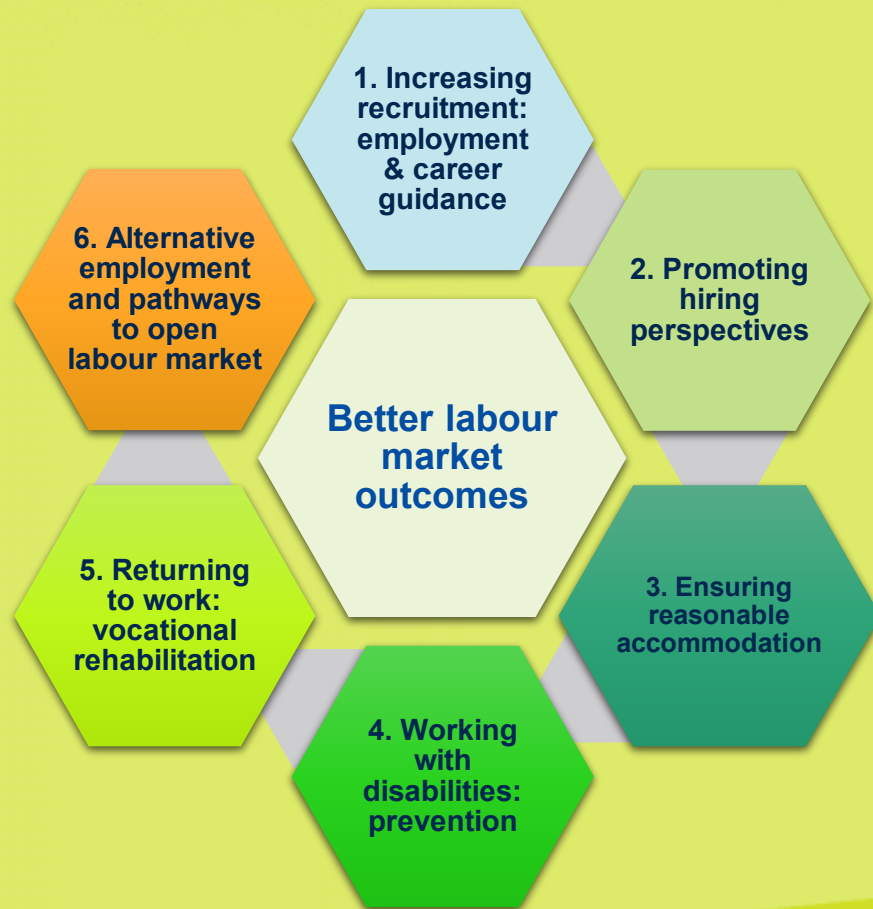 1. Increasing
recruitment:
employment
& career
guidance
2. Promoting
hiring
perspectives
3. Ensuring
reasonable
accommodation
4. Working
with
disabilities:
prevention
5. Returning
to work:
vocational
rehabilitation
6. Alternative
employment
and pathways
to open
labour market
Better labour
market
outcomes